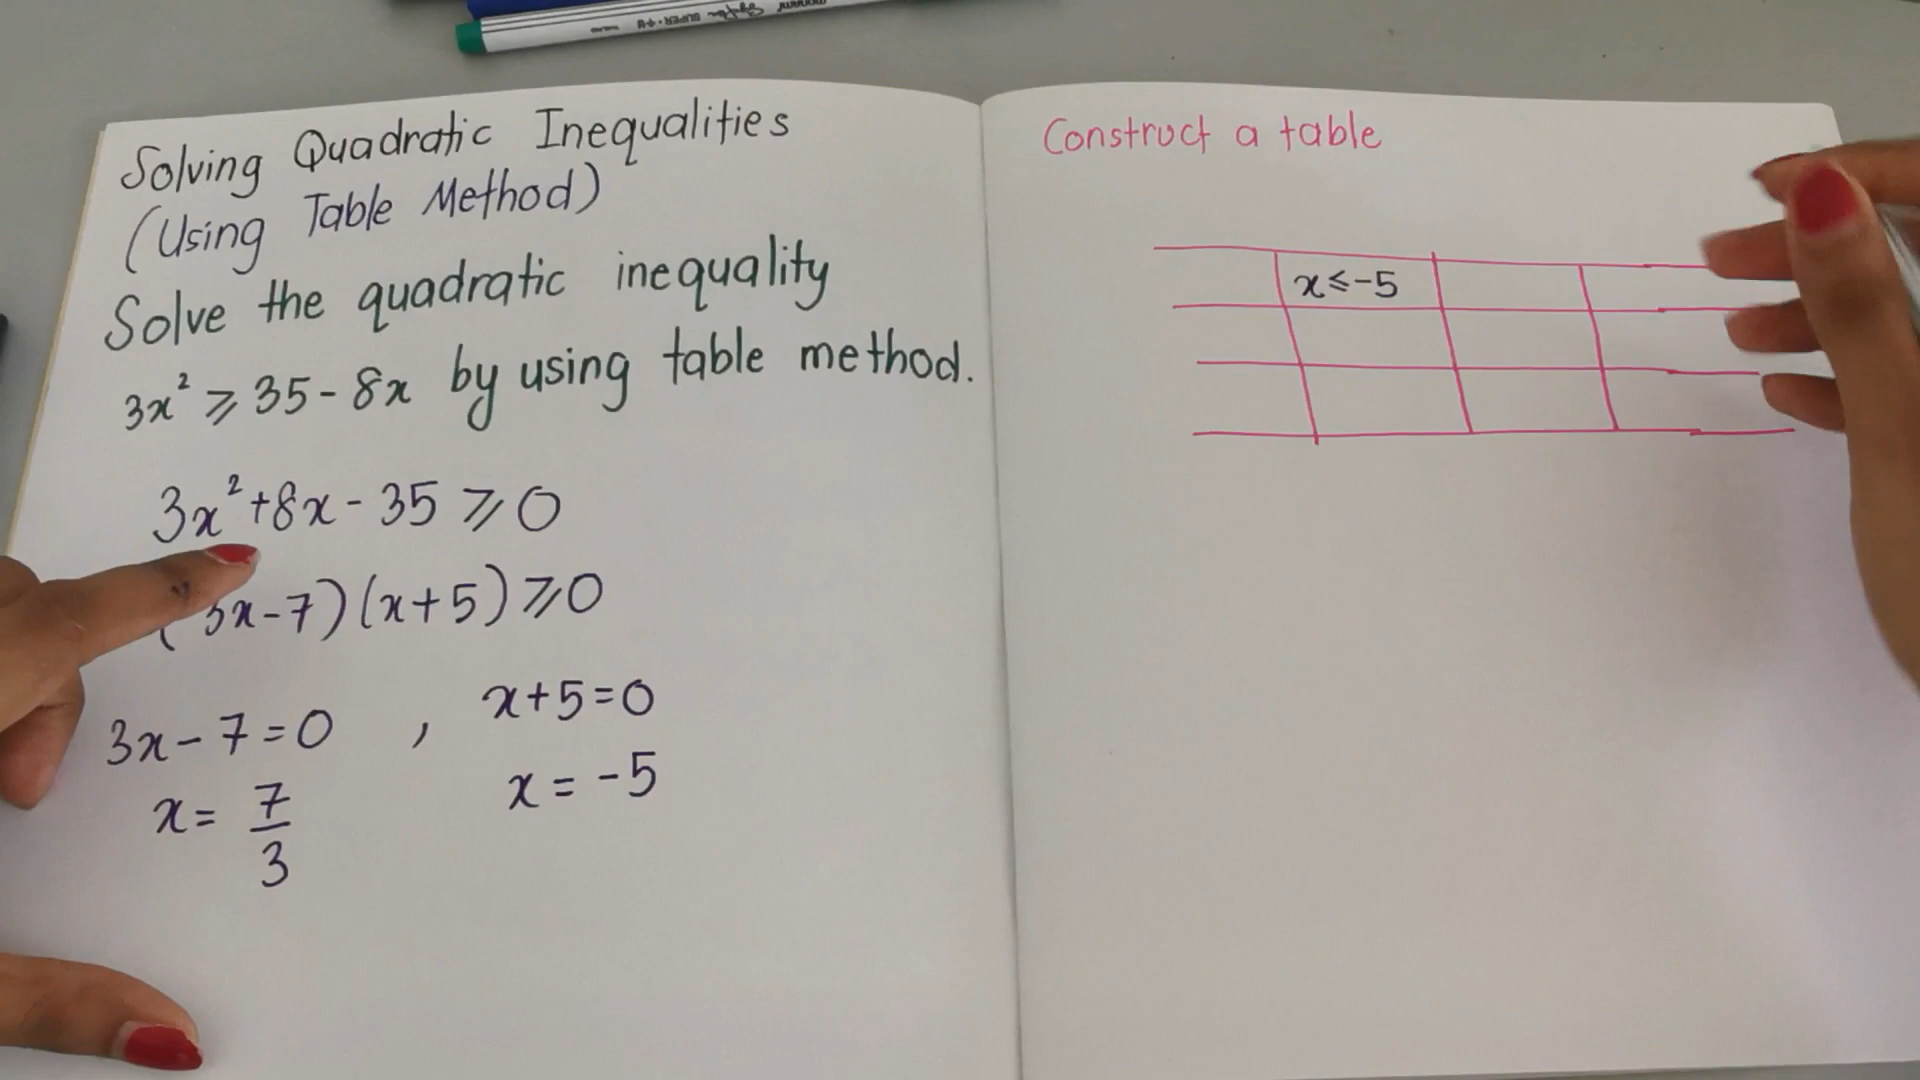 Solving Quadratic Inequalities
(Using Table Method)
Solve the quadratic inequality
3x² ⩾ 35 - 8x by using table method.
3x² + 8x - 35 ⩾ 0
(3x - 7)(x + 5) ⩾ 0
3x - 7 = 0 , x + 5 = 0
x = 7/3 x = -5
Construct a table
x ⩽ -5
SUPER